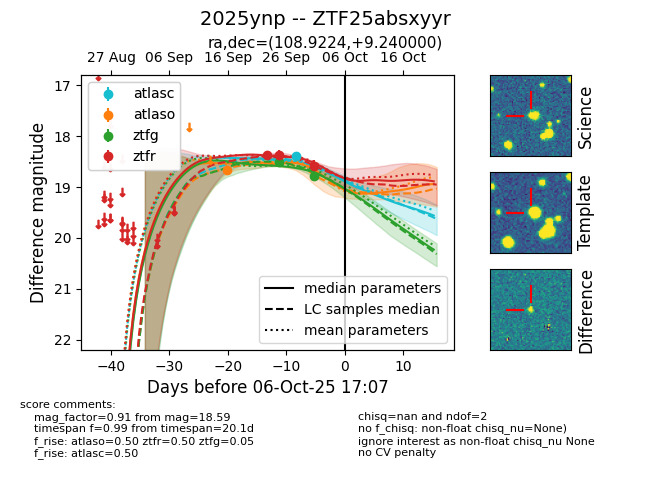 2025ynp -- ZTF25absxyyr
ra,dec=(108.9224,+9.240000)
27 Aug 06 Sep 16 Sep 26 Sep 06 Oct 16 Oct
17
18
19
20
21
22
Difference magnitude
atlasc
atlaso
ztfg
ztfr
median parameters
LC samples median
mean parameters
−40 −30 −20 −10 0 10
Days before 06-Oct-25 17:07
Science
Template
Difference
score comments:
mag_factor=0.91 from mag=18.59
timespan f=0.99 from timespan=20.1d
f_rise: atlaso=0.50 ztfr=0.50 ztfg=0.05
f_rise: atlasc=0.50
chisq=nan and ndof=2
no f_chisq: non-float chisq_nu=None)
ignore interest as non-float chisq_nu None
no CV penalty